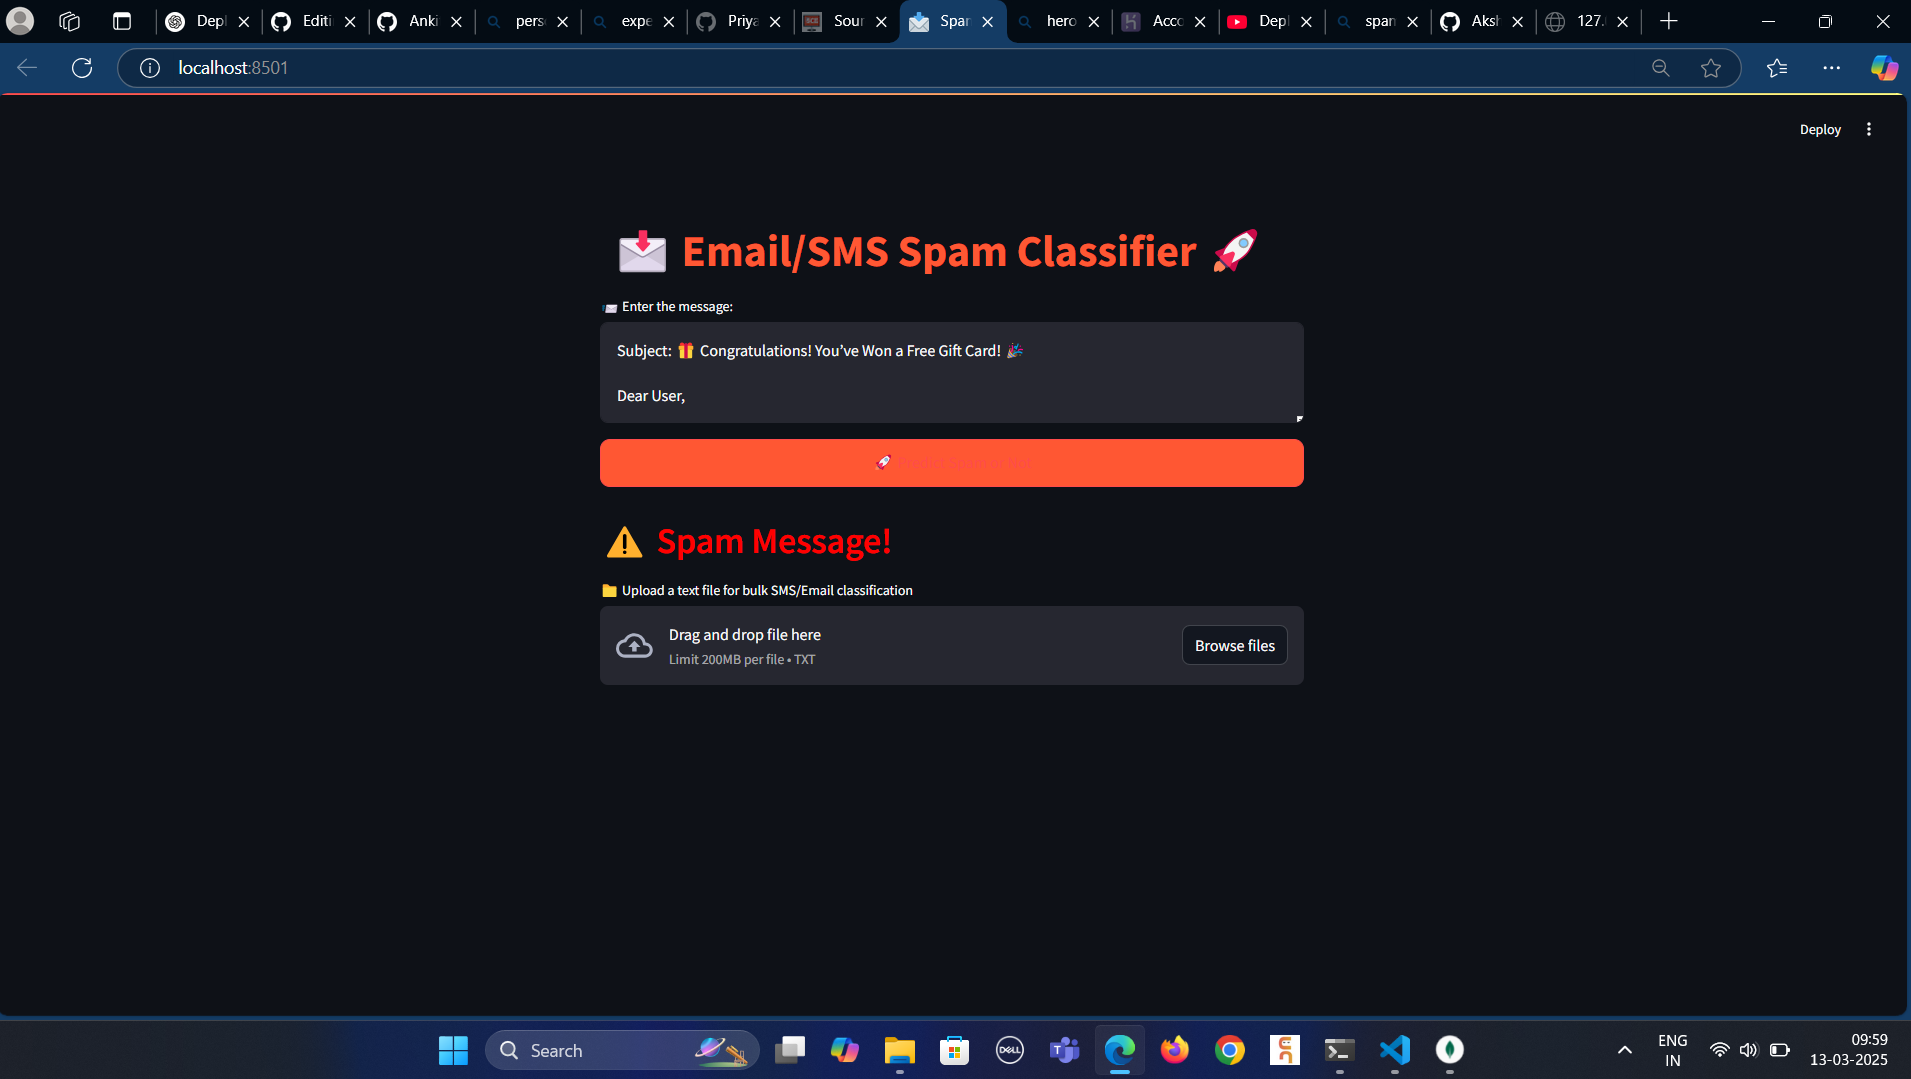 Depl
Editi
Anki
pers
expe
Priya
Sour
Span
hero
Acco
Depl
span
Aksh
127.
localhost:8501
Deploy
Email/SMS Spam Classifier
Enter the message:
Subject: 🎁 Congratulations! You’ve Won a Free Gift Card! 🎉
Dear User,
Spam Message!
Upload a text file for bulk SMS/Email classification
Drag and drop file here
Limit 200MB per file • TXT
Browse files
Search
DELL
ENG
IN
09:59
13-03-2025